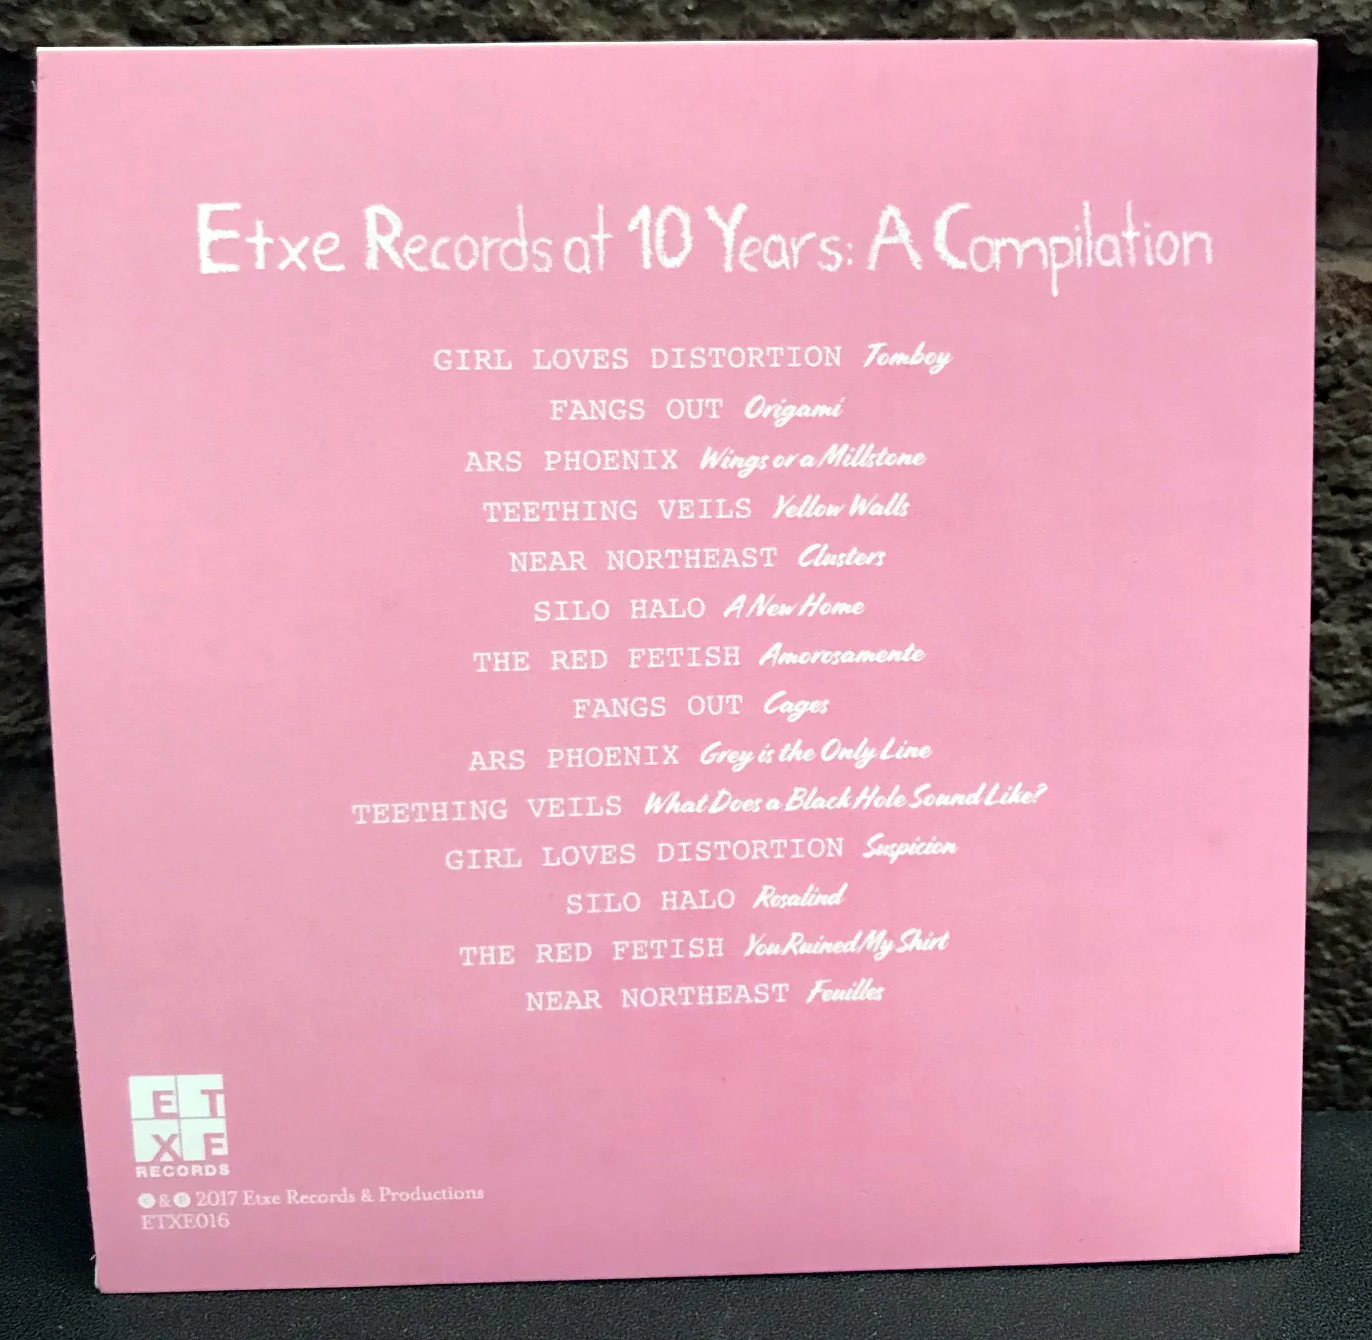 Etxe Records at 10 Years: A Compilation
GIRL LOVES DISTORTION Tomboy
FANGS OUT Origami
ARS PHOENIX Wings or a Millstone
TEETHING VEILS Yellow Walls
NEAR NORTHEAST Clusters
SILO HALO A New Home
THE RED FETISH Amorosamente
FANGS OUT Cages
ARS PHOENIX Grey is the Only Line
TEETHING VEILS What Does a Black Hole Sound Like?
GIRL LOVES DISTORTION Suspicion
SILO HALO Rosalind
THE RED FETISH You Ruined My Shirt
NEAR NORTHEAST Feuilles
ET
XE
RECORDS
© & ℗ 2017 Etxe Records & Productions
ETXE016